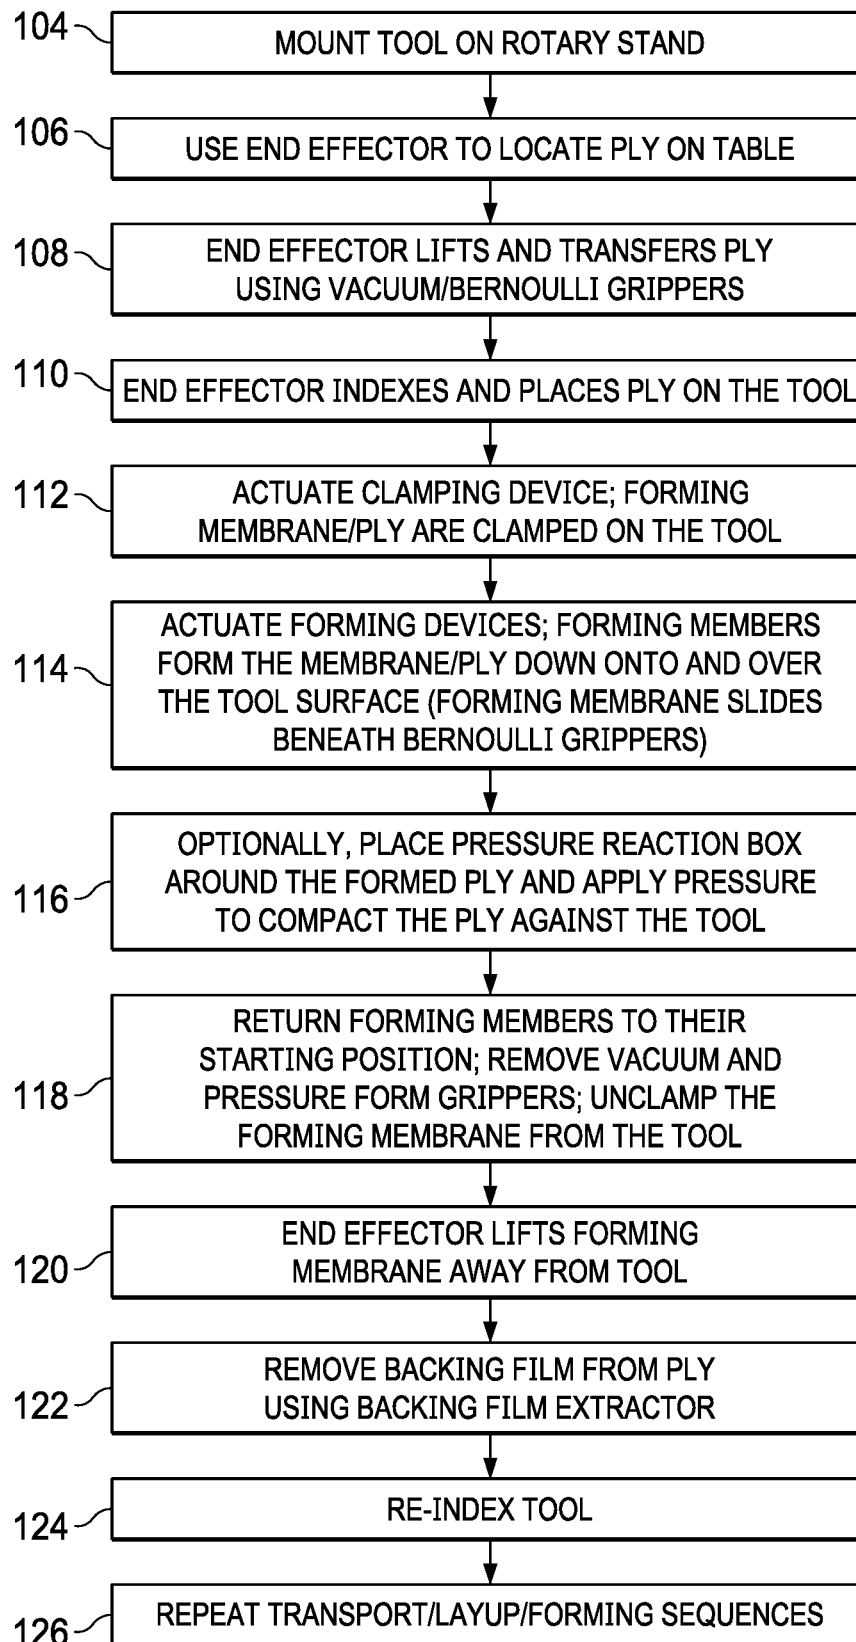 104
MOUNT TOOL ON ROTARY STAND
106
USE END EFFECTOR TO LOCATE PLY ON TABLE
108
END EFFECTOR LIFTS AND TRANSFERS PLY
USING VACUUM/BERNOULLI GRIPPERS
110
END EFFECTOR INDEXES AND PLACES PLY ON THE TOOL
112
ACTUATE CLAMPING DEVICE; FORMING
MEMBRANE/PLY ARE CLAMPED ON THE TOOL
114
ACTUATE FORMING DEVICES; FORMING MEMBERS
FORM THE MEMBRANE/PLY DOWN ONTO AND OVER
THE TOOL SURFACE (FORMING MEMBRANE SLIDES
BENEATH BERNOULLI GRIPPERS)
116
OPTIONALLY, PLACE PRESSURE REACTION BOX
AROUND THE FORMED PLY AND APPLY PRESSURE
TO COMPACT THE PLY AGAINST THE TOOL
118
RETURN FORMING MEMBERS TO THEIR
STARTING POSITION; REMOVE VACUUM AND
PRESSURE FORM GRIPPERS; UNCLAMP THE
FORMING MEMBRANE FROM THE TOOL
120
END EFFECTOR LIFTS FORMING
MEMBRANE AWAY FROM TOOL
122
REMOVE BACKING FILM FROM PLY
USING BACKING FILM EXTRACTOR
124
RE-INDEX TOOL
126
REPEAT TRANSPORT/LAYUP/FORMING SEQUENCES